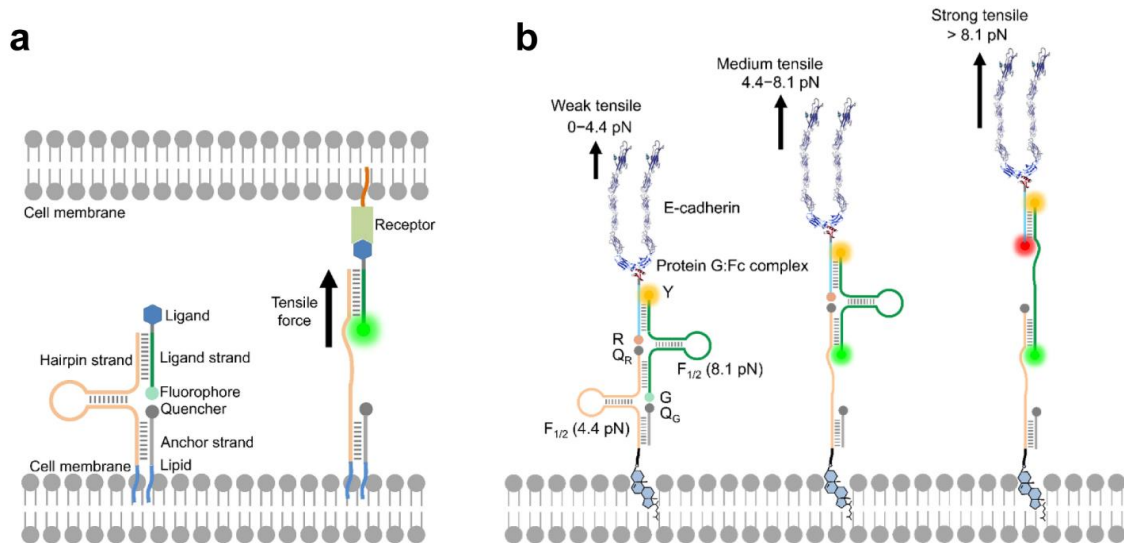 a
Cell membrane
Receptor
Tensile
force
Ligand
Hairpin strand
Ligand strand
Fluorophore
Quencher
Anchor strand
Cell membrane
Lipid
b
Weak tensile
0−4.4 pN
Medium tensile
4.4−8.1 pN
Strong tensile
> 8.1 pN
E-cadherin
Protein G:Fc complex
Y
R
QR
F1/2 (8.1 pN)
G
QG
F1/2 (4.4 pN)